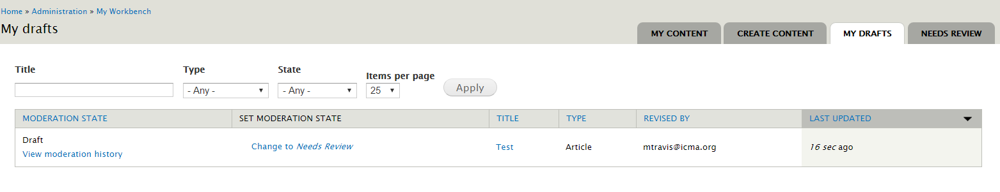 Home » Administration » My Workbench
My drafts
MY CONTENT CREATE CONTENT MY DRAFTS NEEDS REVIEW
Title Type State Items per page
- Any - - Any - 25 Apply
MODERATION STATE SET MODERATION STATE TITLE TYPE REVISED BY LAST UPDATED
Draft
View moderation history
Change to Needs Review Test Article mtravis@icma.org 16 sec ago